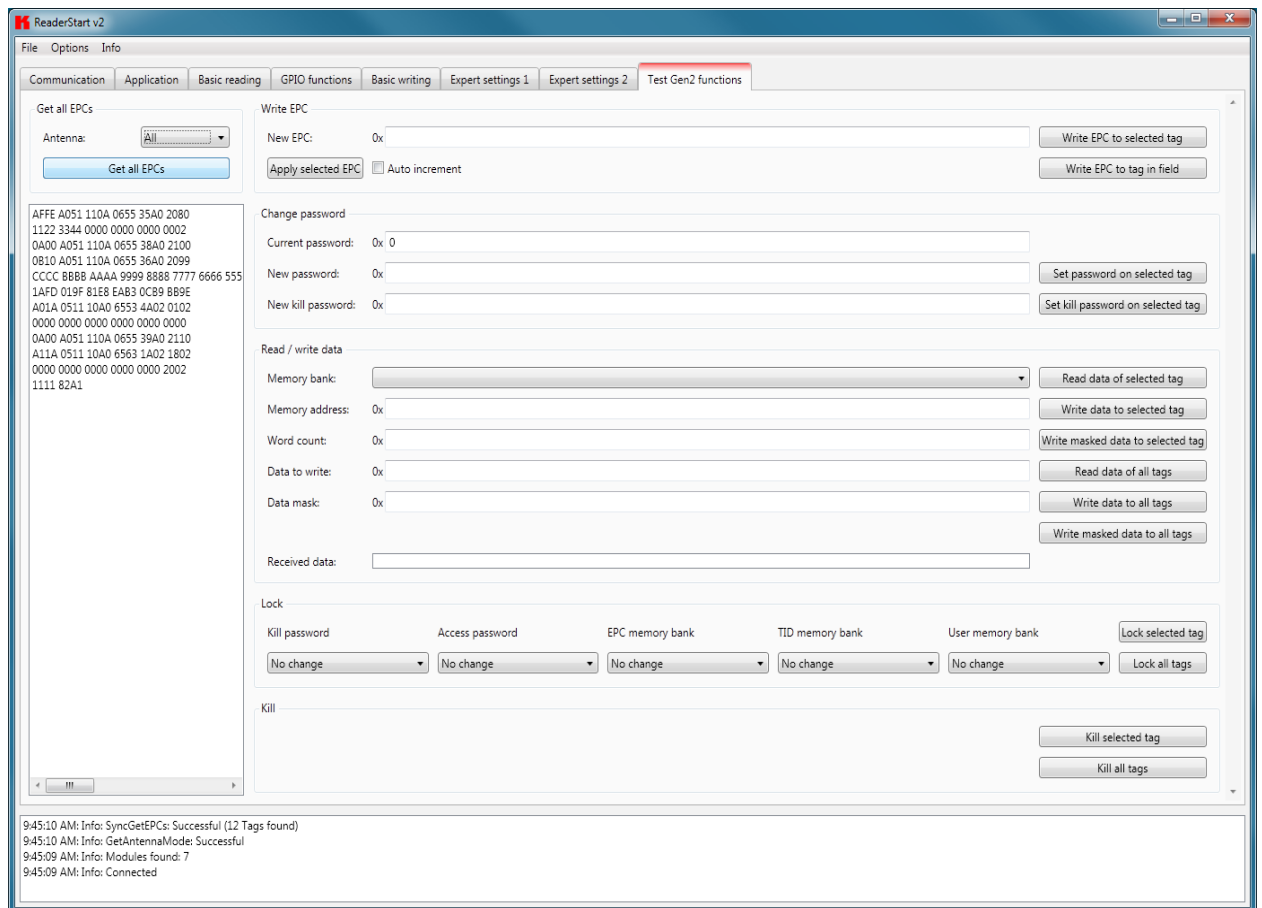 ReaderStart v2
File Options Info
Communication Application Basic reading GPIO functions Basic writing Expert settings 1 Expert settings 2 Test Gen2 functions
Get all EPCs
Antenna: All
Get all EPCs
AFFE A051 110A 0655 35A0 2080
1122 3344 0000 0000 0000 0002
0A00 A051 110A 0655 38A0 2100
0B10 A051 110A 0655 36A0 2099
CCCC BBBB AAAA 9999 8888 7777 6666 555
1AFD 019F 81E8 EAB3 0CB9 BB9E
A01A 0511 10A0 6553 4A02 0102
0000 0000 0000 0000 0000 0000
0A00 A051 110A 0655 39A0 2110
A11A 0511 10A0 6563 1A02 1802
0000 0000 0000 0000 0000 2002
1111 82A1
Write EPC
New EPC: 0x Write EPC to selected tag
Apply selected EPC Auto increment Write EPC to tag in field
Change password
Current password: 0x 0
New password: 0x Set password on selected tag
New kill password: 0x Set kill password on selected tag
Read / write data
Memory bank: Read data of selected tag
Memory address: 0x Write data to selected tag
Word count: 0x Write masked data to selected tag
Data to write: 0x Read data of all tags
Data mask: 0x Write data to all tags
Write masked data to all tags
Received data:
Lock
Kill password Access password EPC memory bank TID memory bank User memory bank Lock selected tag
No change No change No change No change No change Lock all tags
Kill
Kill selected tag
Kill all tags
9:45:10 AM: Info: SyncGetEPCs: Successful (12 Tags found)
9:45:10 AM: Info: GetAntennaMode: Successful
9:45:09 AM: Info: Modules found: 7
9:45:09 AM: Info: Connected